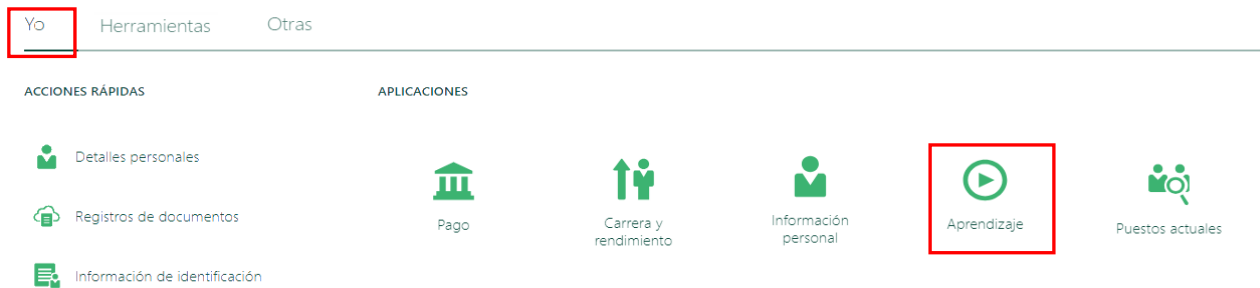 Yo
Herramientas
Otras
ACCIONES RÁPIDAS
APLICACIONES
Detalles personales
Registros de documentos
Información de identificación
Pago
Carrera y
rendimiento
Información
personal
Aprendizaje
Puestos actuales